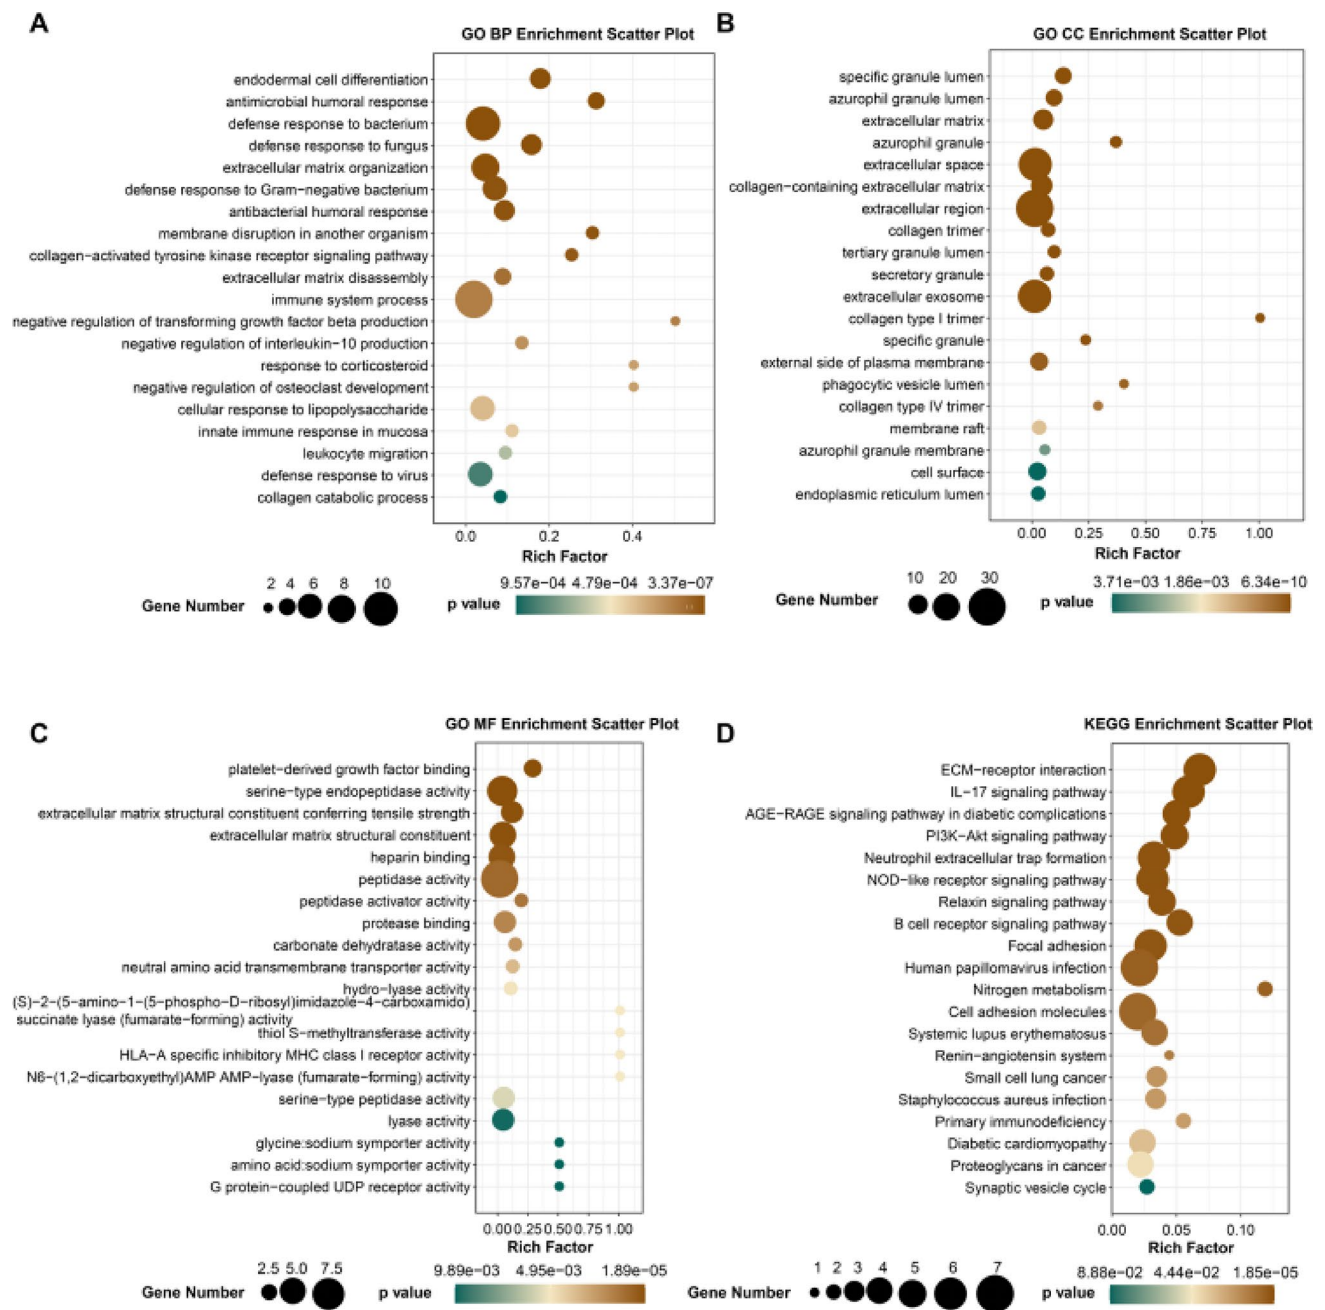 A
GO BP Enrichment Scatter Plot
endodermal cell differentiation
antimicrobial humoral response
defense response to bacterium
defense response to fungus
extracellular matrix organization
defense response to Gram−negative bacterium
antibacterial humoral response
membrane disruption in another organism
collagen−activated tyrosine kinase receptor signaling pathway
extracellular matrix disassembly
immune system process
negative regulation of transforming growth factor beta production
negative regulation of interleukin−10 production
response to corticosteroid
negative regulation of osteoclast development
cellular response to lipopolysaccharide
innate immune response in mucosa
leukocyte migration
defense response to virus
collagen catabolic process
0.0 0.2 0.4
Rich Factor
2 4 6 8 10
Gene Number
9.57e−04 4.79e−04 3.37e−07
p value
B
GO CC Enrichment Scatter Plot
specific granule lumen
azurophil granule lumen
extracellular matrix
azurophil granule
extracellular space
collagen−containing extracellular matrix
extracellular region
collagen trimer
tertiary granule lumen
secretory granule
extracellular exosome
collagen type I trimer
specific granule
external side of plasma membrane
phagocytic vesicle lumen
collagen type IV trimer
membrane raft
azurophil granule membrane
cell surface
endoplasmic reticulum lumen
0.00 0.25 0.50 0.75 1.00
Rich Factor
10 20 30
Gene Number
3.71e−03 1.86e−03 6.34e−10
p value
C
GO MF Enrichment Scatter Plot
platelet−derived growth factor binding
serine−type endopeptidase activity
extracellular matrix structural constituent conferring tensile strength
extracellular matrix structural constituent
heparin binding
peptidase activity
peptidase activator activity
protease binding
carbonate dehydratase activity
neutral amino acid transmembrane transporter activity
hydro−lyase activity
(S)−2−(5−amino−1−(5−phospho−D−ribosyl)imidazole−4−carboxamido)
succinate lyase (fumarate−forming) activity
thiol S−methyltransferase activity
HLA−A specific inhibitory MHC class I receptor activity
N6−(1,2−dicarboxyethyl)AMP AMP−lyase (fumarate−forming) activity
serine−type peptidase activity
lyase activity
glycine:sodium symporter activity
amino acid:sodium symporter activity
G protein−coupled UDP receptor activity
0.00 0.25 0.50 0.75 1.00
Rich Factor
2.5 5.0 7.5
Gene Number
9.89e−03 4.95e−03 1.89e−05
p value
D
KEGG Enrichment Scatter Plot
ECM−receptor interaction
IL−17 signaling pathway
AGE−RAGE signaling pathway in diabetic complications
PI3K−Akt signaling pathway
Neutrophil extracellular trap formation
NOD−like receptor signaling pathway
Relaxin signaling pathway
B cell receptor signaling pathway
Focal adhesion
Human papillomavirus infection
Nitrogen metabolism
Cell adhesion molecules
Systemic lupus erythematosus
Renin−angiotensin system
Small cell lung cancer
Staphylococcus aureus infection
Primary immunodeficiency
Diabetic cardiomyopathy
Proteoglycans in cancer
Synaptic vesicle cycle
0.00 0.05 0.10
Rich Factor
1 2 3 4 5 6 7
Gene Number
8.88e−02 4.44e−02 1.85e−05
p value